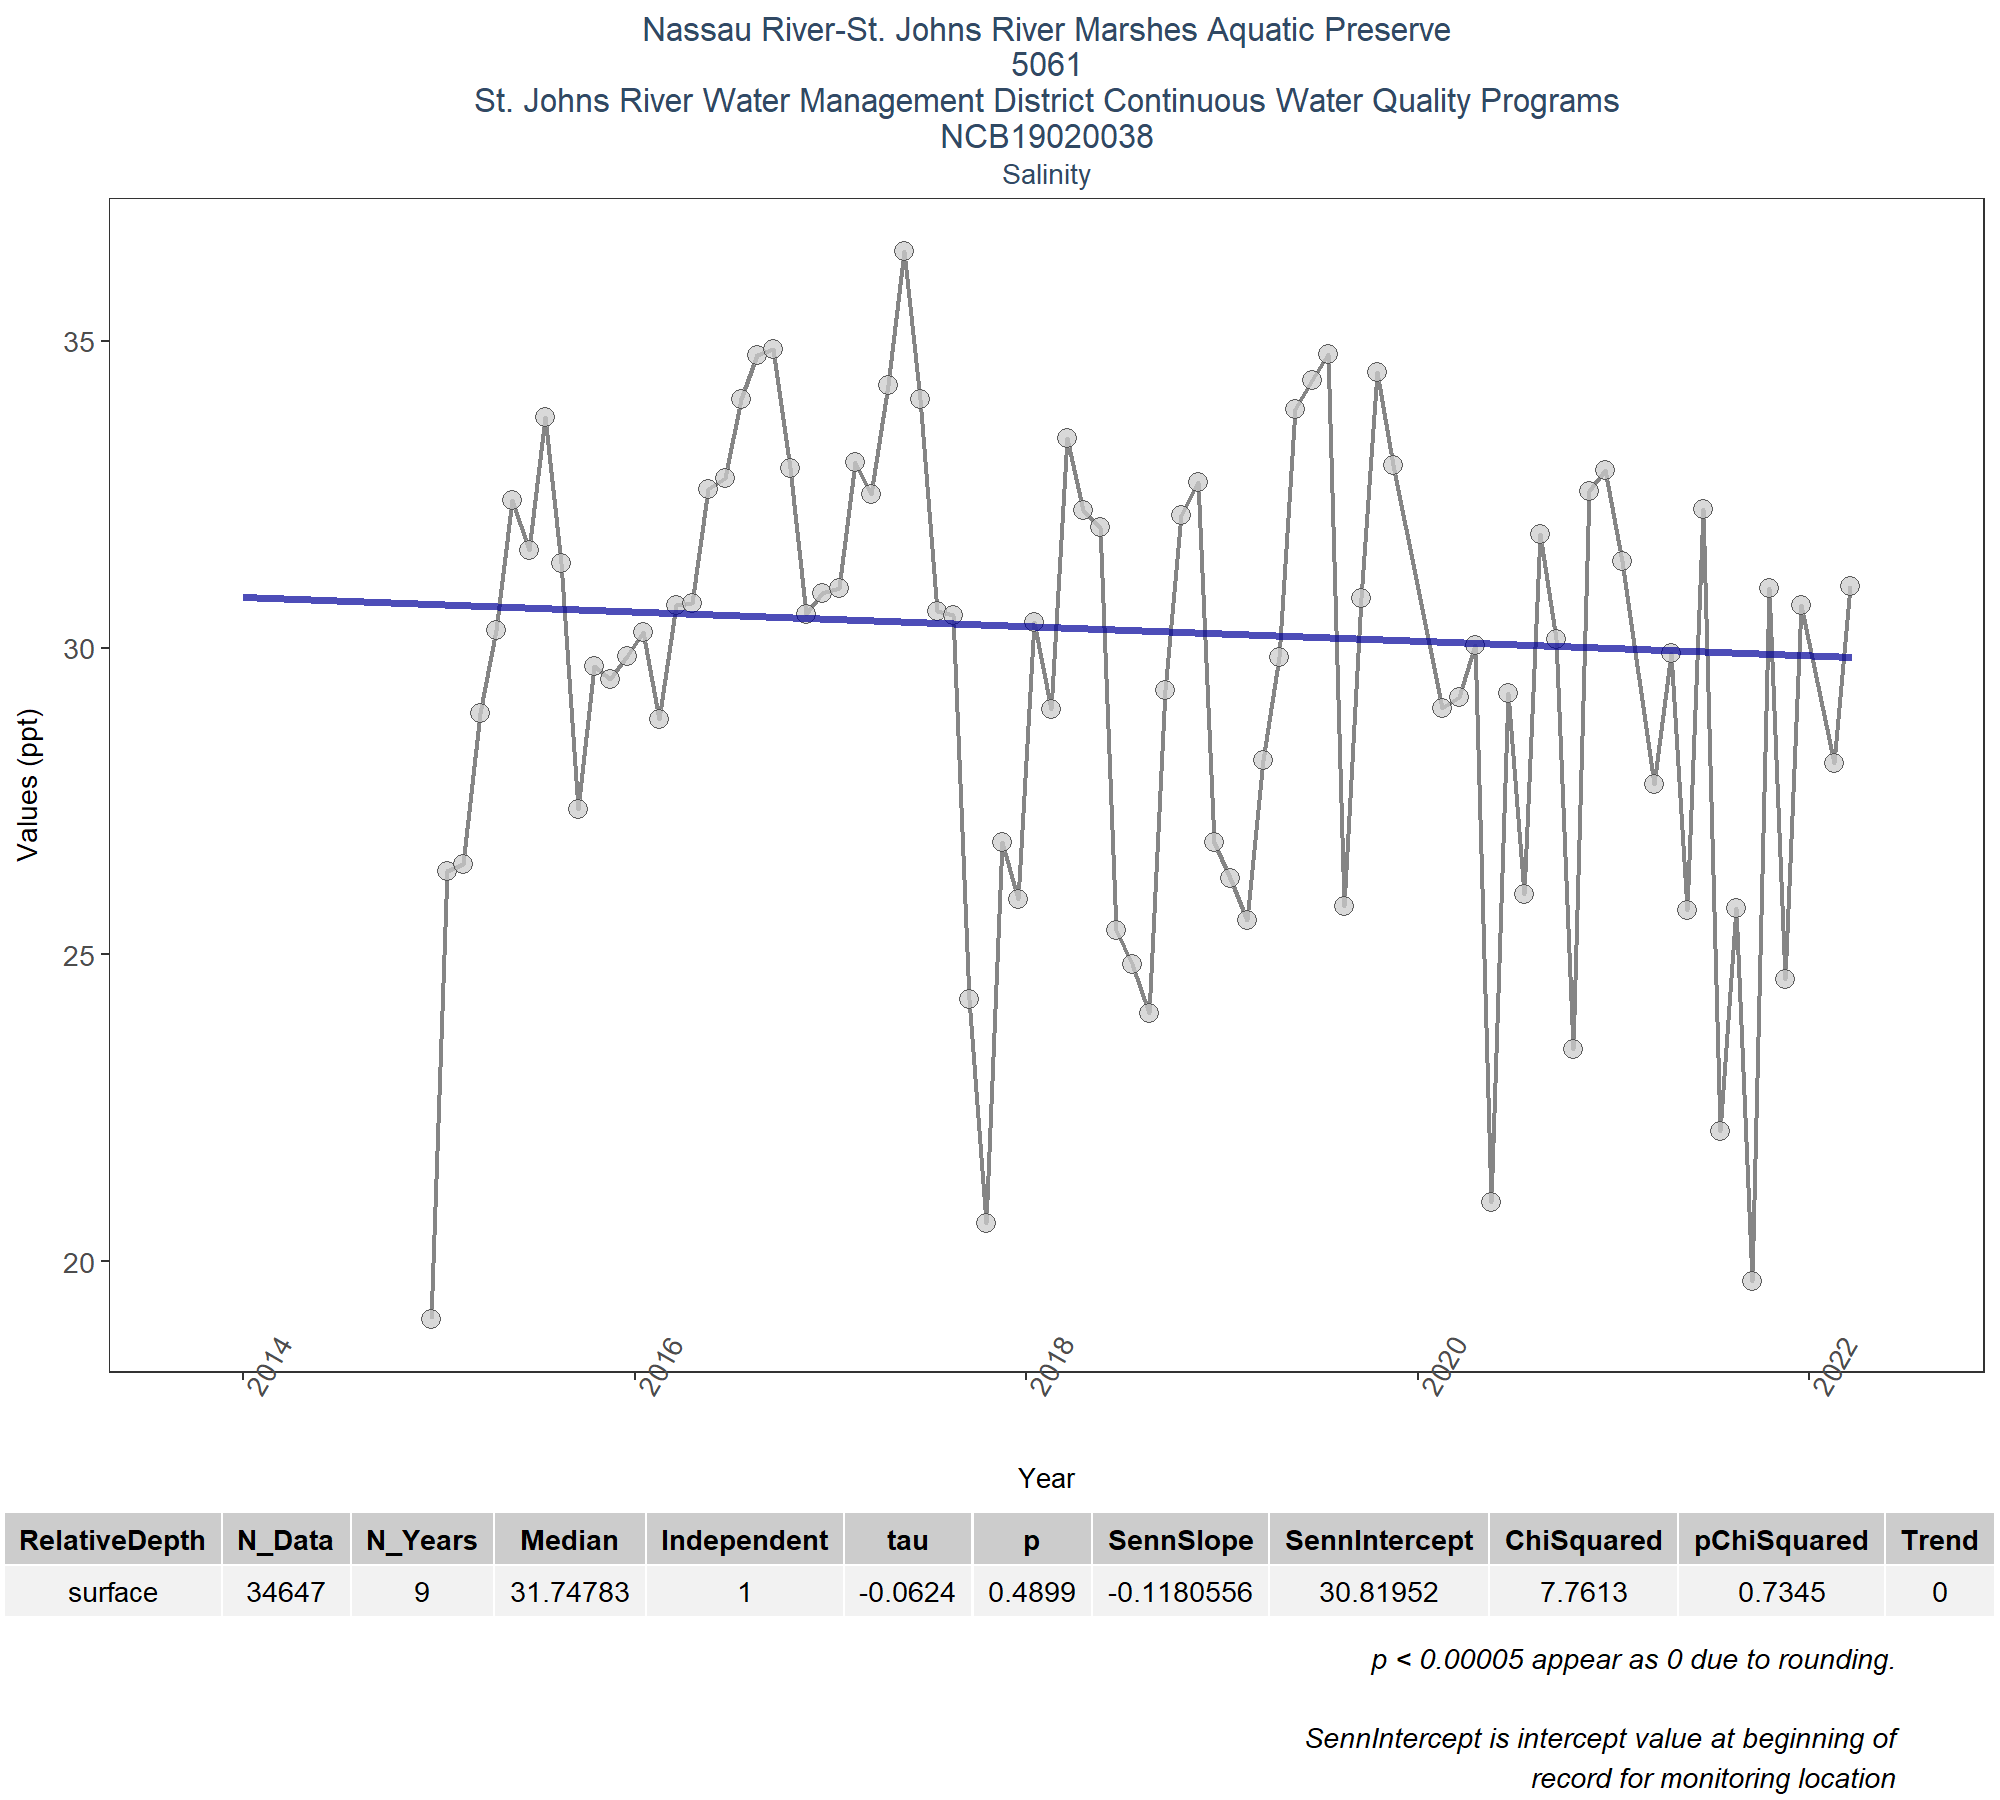 Nassau River-St. Johns River Marshes Aquatic Preserve
5061
St. Johns River Water Management District Continuous Water Quality Programs
NCB19020038
Salinity
Values (ppt)
35
30
25
20
2014 2016 2018 2020 2022
Year
RelativeDepth N_Data N_Years Median Independent tau p SennSlope SennIntercept ChiSquared pChiSquared Trend
surface 34647 9 31.74783 1 -0.0624 0.4899 -0.1180556 30.81952 7.7613 0.7345 0
p < 0.00005 appear as 0 due to rounding.
SennIntercept is intercept value at beginning of
record for monitoring location